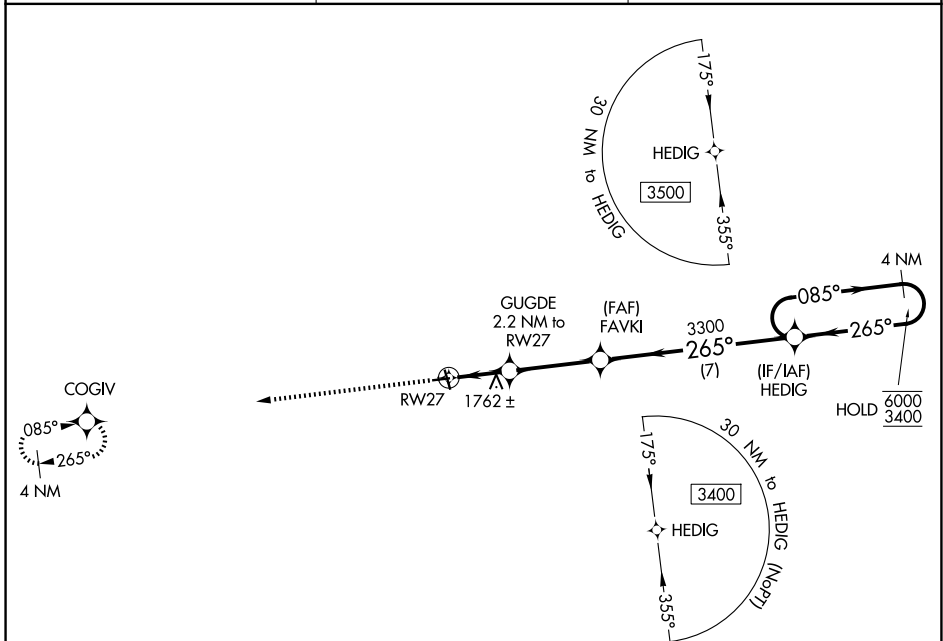 175°
30 NM to HEDIG
HEDIG
3500
355°
4 NM
085°
265°
GUGDE
2.2 NM to
RW27
(FAF)
FAVKI
3300
265°
(7)
(IF/IAF)
HEDIG
HOLD 6000
3400
RW27
1762 ±
COGIV
085°
265°
4 NM
175°
30 NM to HEDIG (NoPT)
3400
HEDIG
355°